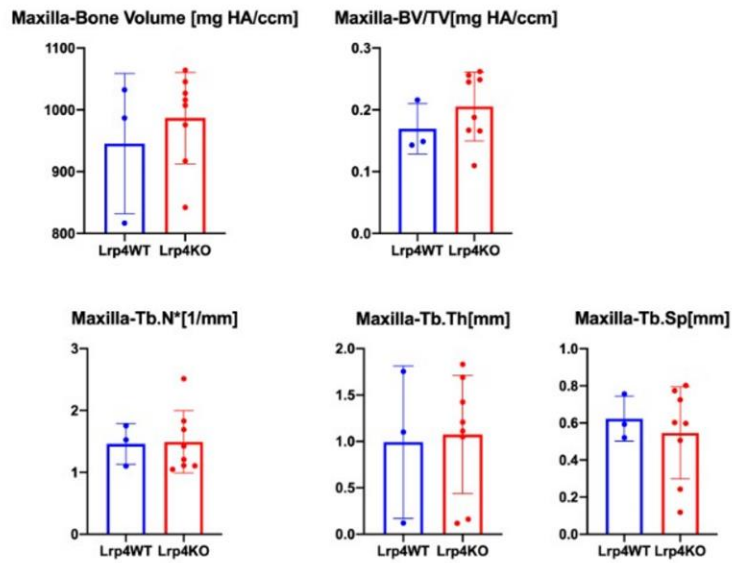 Maxilla-Bone Volume [mg HA/ccm]
1100
1000
900
800
Lrp4WT Lrp4KO
Maxilla-BV/TV[mg HA/ccm]
0.3
0.2
0.1
0.0
Lrp4WT Lrp4KO
Maxilla-Tb.N*[1/mm]
3
2
1
0
Lrp4WT Lrp4KO
Maxilla-Tb.Th[mm]
2.0
1.5
1.0
0.5
0.0
Lrp4WT Lrp4KO
Maxilla-Tb.Sp[mm]
1.0
0.8
0.6
0.4
0.2
0.0
Lrp4WT Lrp4KO